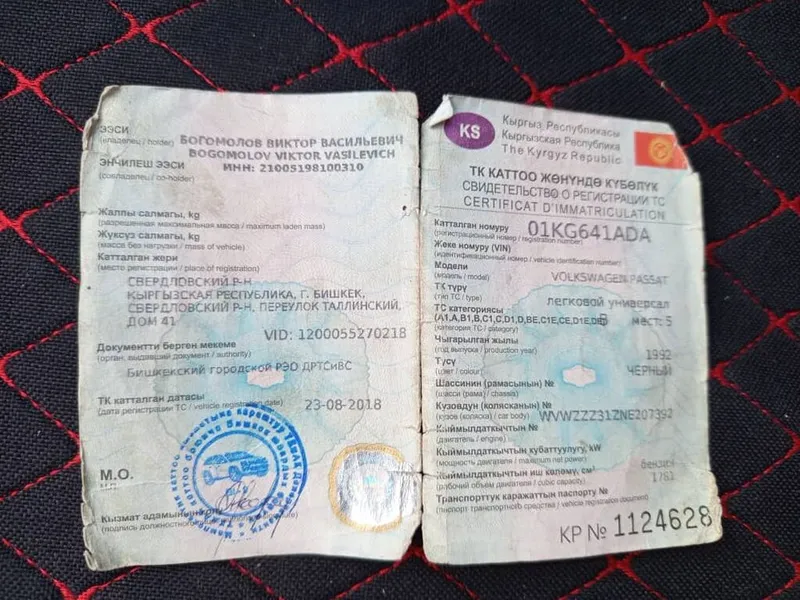 ЭЭСИ
(владелец / holder)
БОГОМОЛОВ ВИКТОР ВАСИЛЬЕВИЧ
BOGOMOLOV VIKTOR VASILEVICH
ИНН: 21005198100310
ЭНЧИЛЕШ ЭЭСИ
(совладелец / co-holder)
Жалпы салмагы, kg
(разрешенная максимальная масса / maximum laden mass)
Жүксүз салмагы, kg
(масса без нагрузки / mass of vehicle)
Катталган жери
(место регистрации / place of registration)
СВЕРДЛОВСКИЙ Р-Н
КЫРГЫЗСКАЯ РЕСПУБЛИКА, Г. БИШКЕК,
СВЕРДЛОВСКИЙ Р-Н, ПЕРЕУЛОК ТАЛЛИНСКИЙ,
ДОМ 41
VID: 1200055270218
Документти берген мекеме
(орган, выдавший документ / authority)
Бишкекский городской РЭО ДРТСиВС
ТК катталган датасы
(дата регистрации ТС / vehicle registration date)
23-08-2018
М.О.
Кызмат адамынын колу
KS
Кыргыз Республикасы
Кыргызская Республика
The Kyrgyz Republic
ТК КАТТОО ЖӨНҮНДӨ КҮБӨЛҮК
СВИДЕТЕЛЬСТВО О РЕГИСТРАЦИИ ТС
CERTIFICAT D'IMMATRICULATION
Катталган номуру
(регистрационный номер / registration number)
01KG641ADA
Жеке номуру (VIN)
(идентификационный номер / vehicle identification number)
Модели
(модель / model)
VOLKSWAGEN PASSAT
ТК түрү
(тип ТС / type)
легковой универсал
ТС категориясы
(A1,A,B1,B,C1,C,D1,D,BE,C1E,CE,D1E,DE)
B
мест: 5
(категория ТС / category)
Чыгарылган жылы
(год выпуска / production year)
1992
Түсү
(цвет / colour)
ЧЕРНЫЙ
Шассинин (рамасынын) №
(шасси (рама) / chassis)
Кузовдун (колясканын) №
(кузов (коляска) / car body)
WVWZZZ31ZNE207392
Кыймылдаткычтын №
(двигатель / engine)
Кыймылдаткычтын кубаттуулугу, kW
(мощность двигателя / maximum net power)
бензин
Кыймылдаткычтын иш көлөмү, cm³
(рабочий объём двигателя / cubic capacity)
1781
Транспорттук каражаттын паспорту №
(паспорт транспортного средства / vehicle registration document)
KP № 1124628